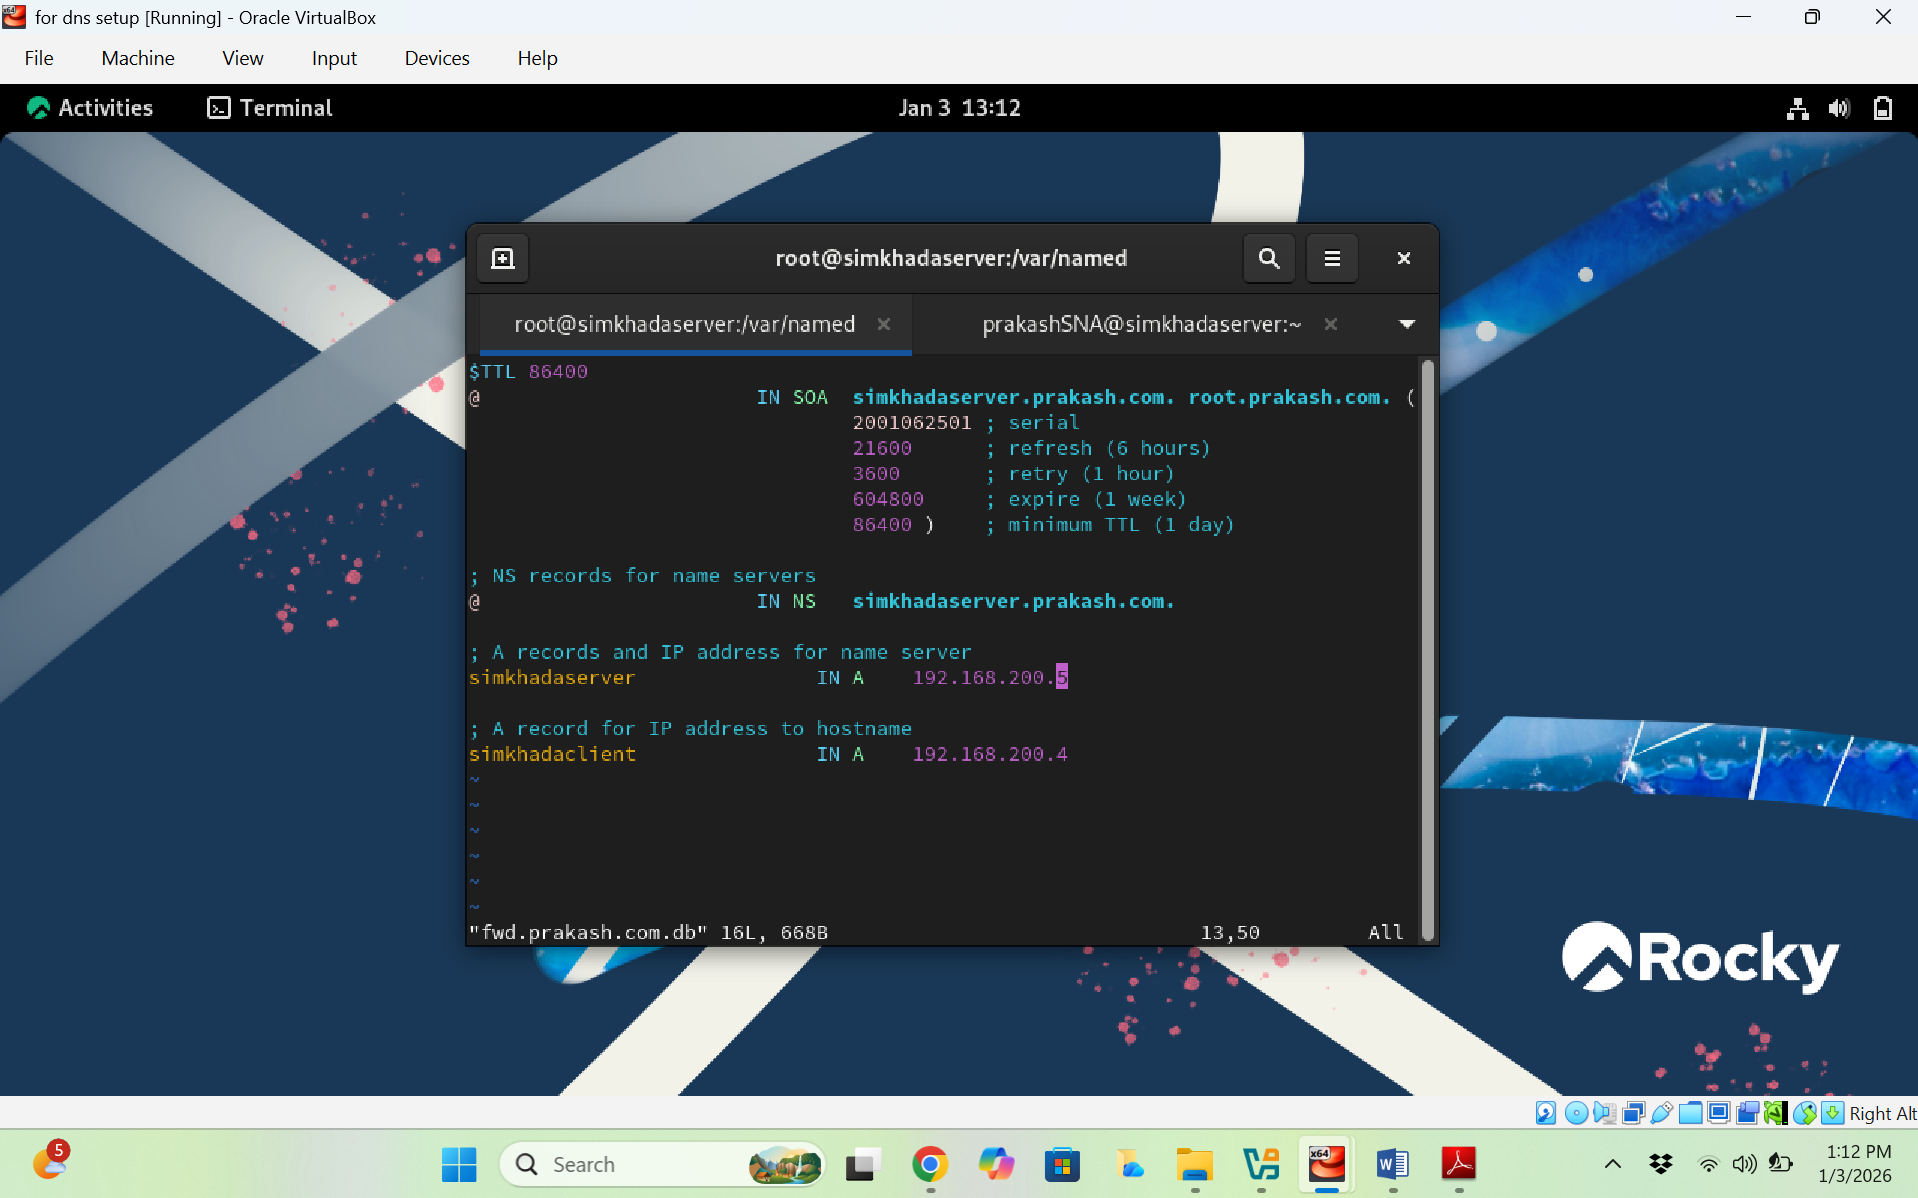 for dns setup [Running] - Oracle VirtualBox
File Machine View Input Devices Help
Activities Terminal Jan 3 13:12
root@simkhadaserver:/var/named
root@simkhadaserver:/var/named prakashSNA@simkhadaserver:~
$TTL 86400
@ IN SOA simkhadaserver.prakash.com. root.prakash.com. (
2001062501 ; serial
21600 ; refresh (6 hours)
3600 ; retry (1 hour)
604800 ; expire (1 week)
86400 ) ; minimum TTL (1 day)
; NS records for name servers
@ IN NS simkhadaserver.prakash.com.
; A records and IP address for name server
simkhadaserver IN A 192.168.200.5
; A record for IP address to hostname
simkhadaclient IN A 192.168.200.4
~
~
~
~
~
~
"fwd.prakash.com.db" 16L, 668B 13,50 All
Rocky
Right Alt
5
Search
x64
1:12 PM
1/3/2026